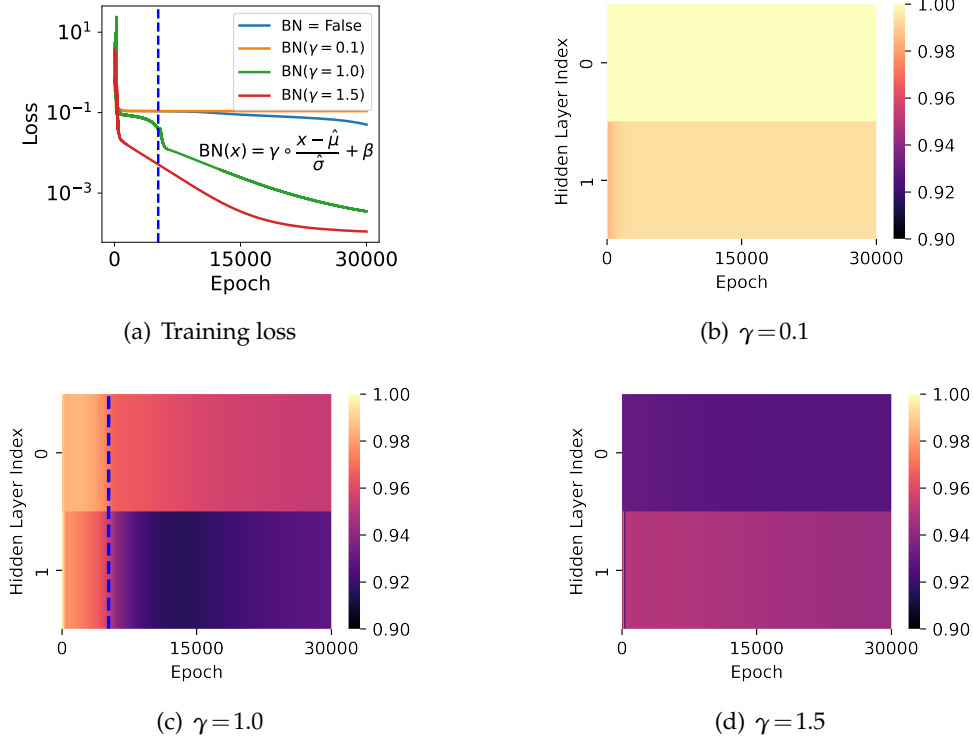 10^1
10^{-1}
10^{-3}
Loss
BN = False
BN(γ = 0.1)
BN(γ = 1.0)
BN(γ = 1.5)
BN(x) = γ ∘ \frac{x − \hat{μ}}{\hat{σ}} + β
0 15000 30000
Epoch
(a) Training loss
Hidden Layer Index
0
1
0 15000 30000
Epoch
1.00
0.98
0.96
0.94
0.92
0.90
(b) γ=0.1
Hidden Layer Index
0
1
0 15000 30000
Epoch
1.00
0.98
0.96
0.94
0.92
0.90
(c) γ=1.0
Hidden Layer Index
0
1
0 15000 30000
Epoch
1.00
0.98
0.96
0.94
0.92
0.90
(d) γ=1.5